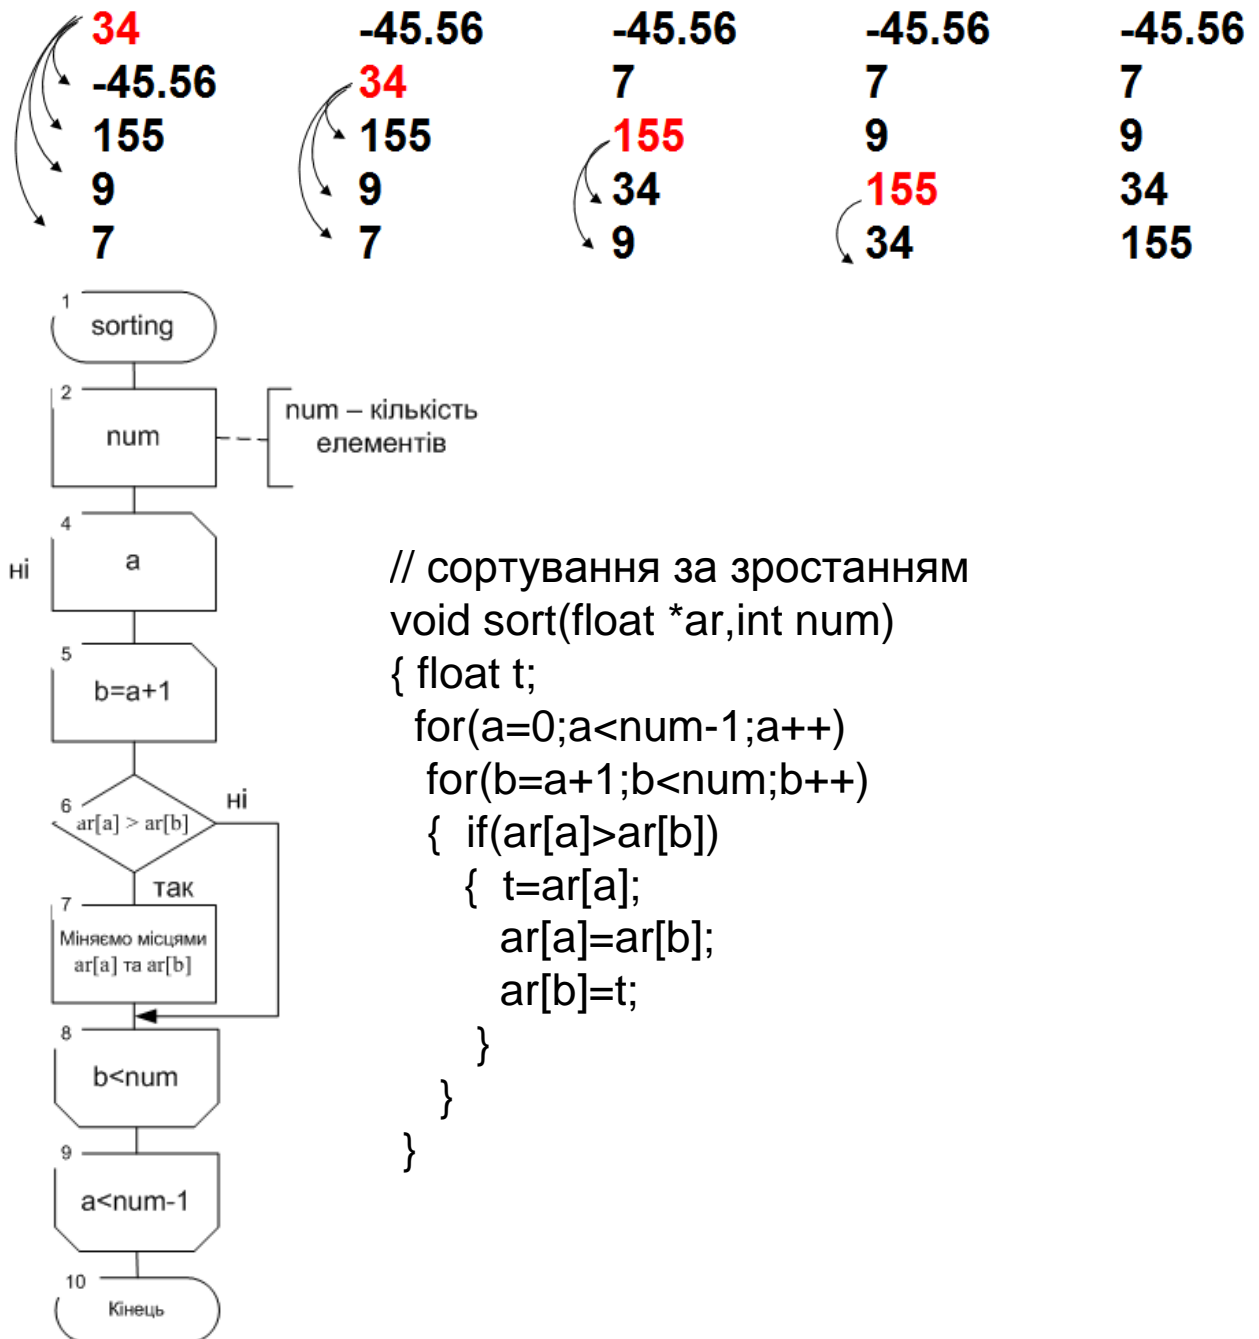 34 -45.56 -45.56 -45.56 -45.56
-45.56 34 7 7 7
155 155 155 9 9
9 9 34 155 34
7 7 9 34 155
1
sorting
2
num
num – кількість
елементів
4
a
ні
5
b=a+1
6
ar[a] > ar[b]
ні
так
7
Міняємо місцями
ar[a] та ar[b]
8
b<num
9
a<num-1
10
Кінець
// сортування за зростанням
void sort(float *ar,int num)
{ float t;
for(a=0;a<num-1;a++)
for(b=a+1;b<num;b++)
{ if(ar[a]>ar[b])
{ t=ar[a];
ar[a]=ar[b];
ar[b]=t;
}
}
}